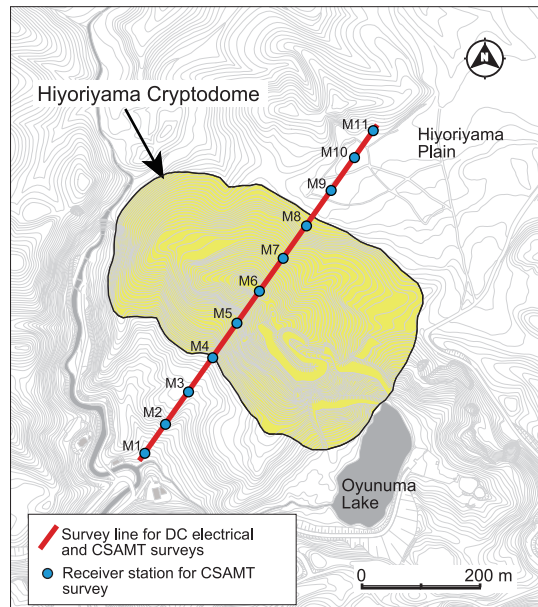 N
Hiyoriyama Cryptodome
M11
Hiyoriyama
Plain
M10
M9
M8
M7
M6
M5
M4
M3
M2
M1
Oyunuma
Lake
Survey line for DC electrical
and CSAMT surveys
Receiver station for CSAMT
survey
0 200 m